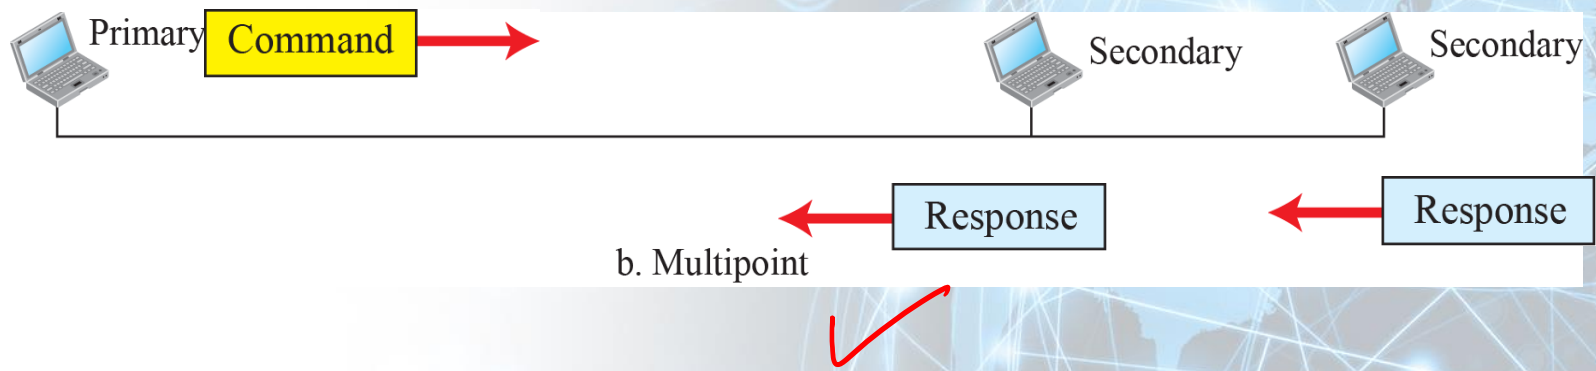 Primary
Command
Secondary
Secondary
Response
Response
b. Multipoint